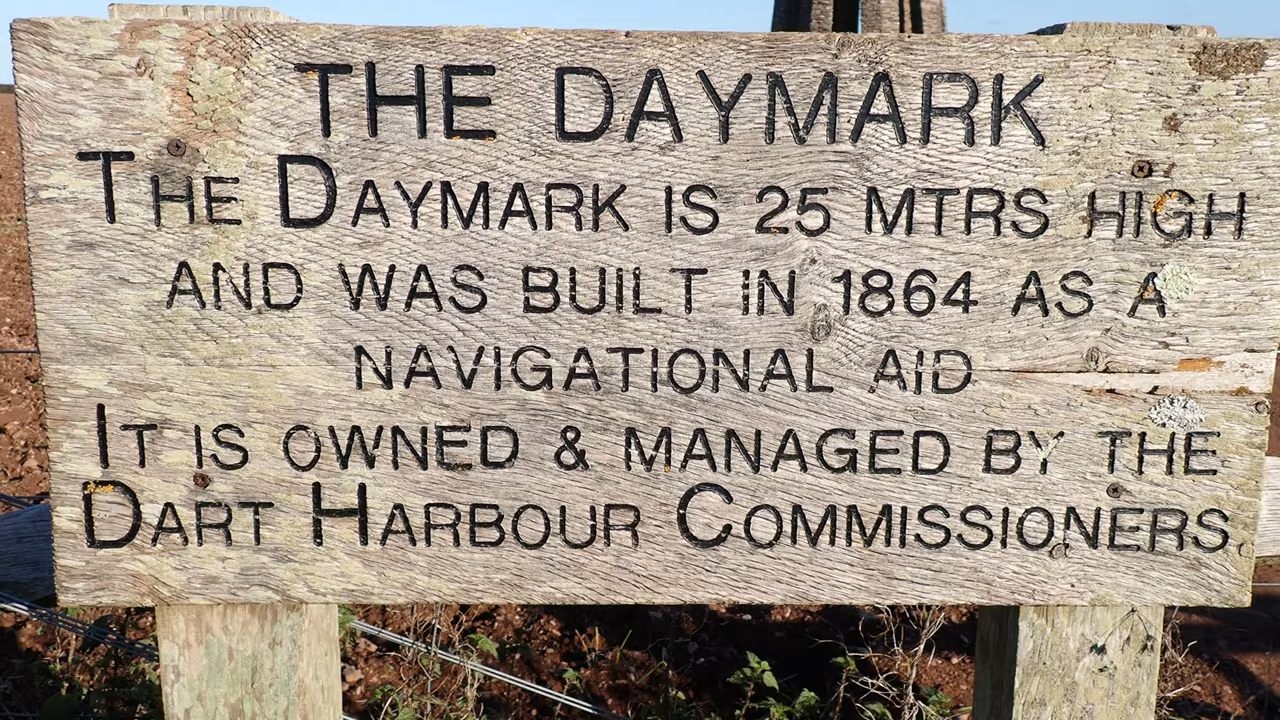 THE DAYMARK
THE DAYMARK IS 25 MTRS HIGH
AND WAS BUILT IN 1864 AS A
NAVIGATIONAL AID
IT IS OWNED & MANAGED BY THE
DART HARBOUR COMMISSIONERS